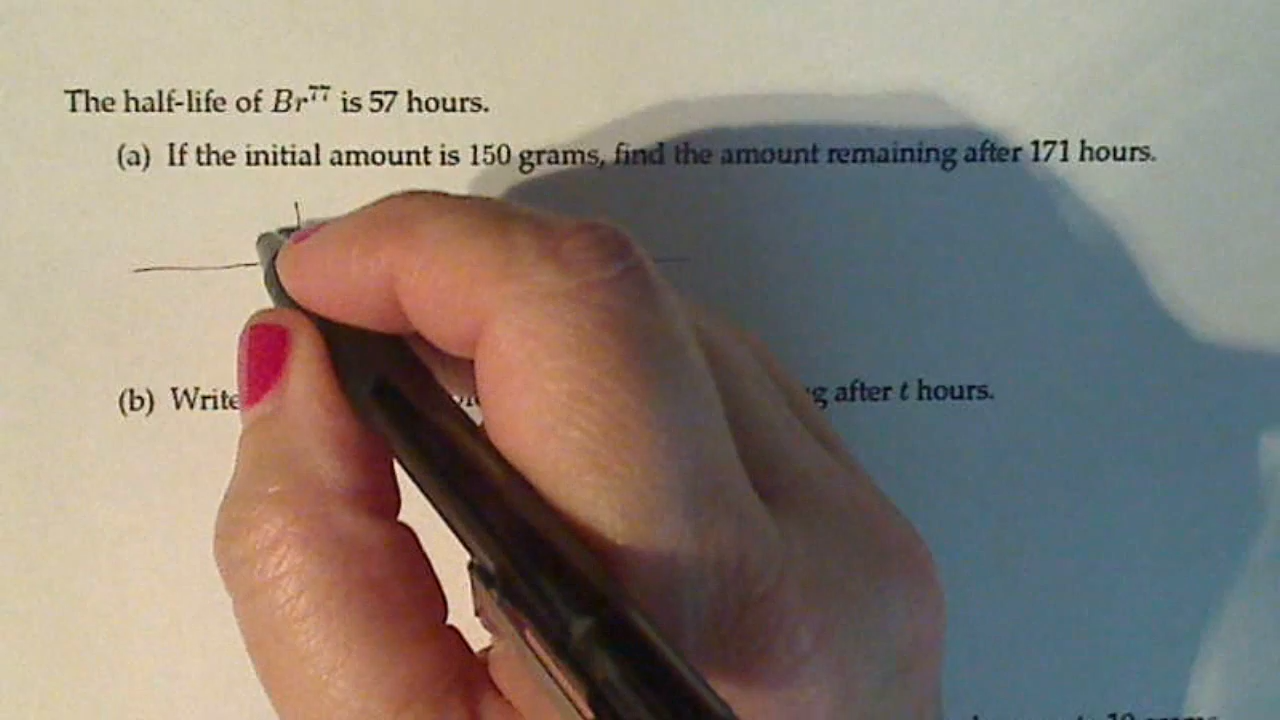 The half-life of Br⁷⁷ is 57 hours.
(a) If the initial amount is 150 grams, find the amount remaining after 171 hours.
(b) Write after t hours.